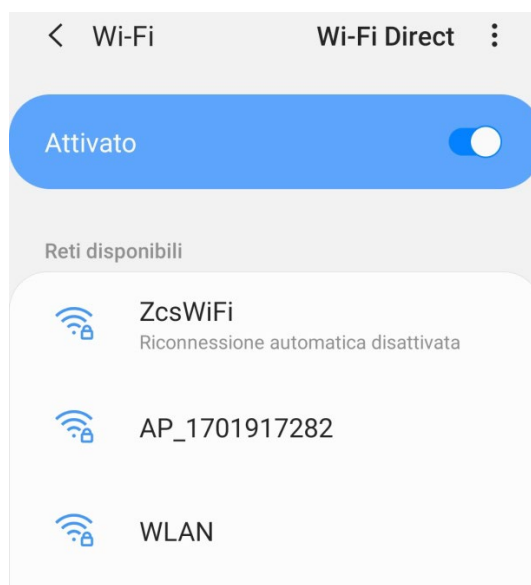 Wi-Fi Wi-Fi Direct
Attivato
Reti disponibili
ZcsWiFi
Riconnessione automatica disattivata
AP_1701917282
WLAN